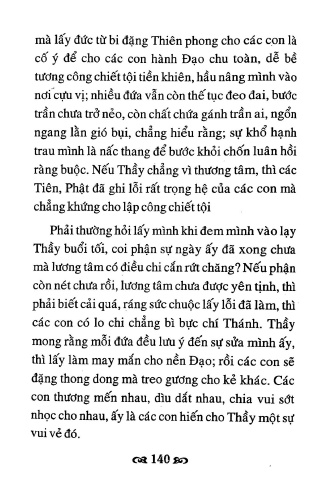 mà lấy đức từ bi đặng Thiên phong cho các con là
cố ý để cho các con hành Đạo chu toàn, dễ bề
tương công chiết tội tiền khiên, hầu nâng mình vào
nơi cựu vị; nhiều đứa vẫn còn thế tục đeo đai, bước
trần chưa trở nẻo, còn chất chứa gánh trần ai, ngổn
ngang lằn gió bụi, chẳng hiểu rằng; sự khổ hạnh
trau mình là nấc thang để bước khỏi chốn luân hồi
ràng buộc. Nếu Thầy chẳng vì thương tâm, thì các
Tiên, Phật đã ghi lỗi rất trọng hệ của các con mà
chẳng khứng cho lập công chiết tội
Phải thường hỏi lấy mình khi đem mình vào lạy
Thầy buổi tối, coi phận sự ngày ấy đã xong chưa
mà lương tâm có điều chi cắn rứt chăng? Nếu phận
còn nét chưa rồi, lương tâm chưa được yên tịnh, thì
phải biết cải quá, ráng sức chuộc lấy lỗi đã làm, thì
các con có lo chi chẳng bì bực chí Thánh. Thầy
mong rằng mỗi đứa đều lưu ý đến sự sửa mình ấy,
thì lấy làm may mắn cho nền Đạo; rồi các con sẽ
đặng thong dong mà treo gương cho kẻ khác. Các
con thương mến nhau, dìu dắt nhau, chia vui sớt
nhọc cho nhau, ấy là các con hiến cho Thầy một sự
vui vẻ đó.
140